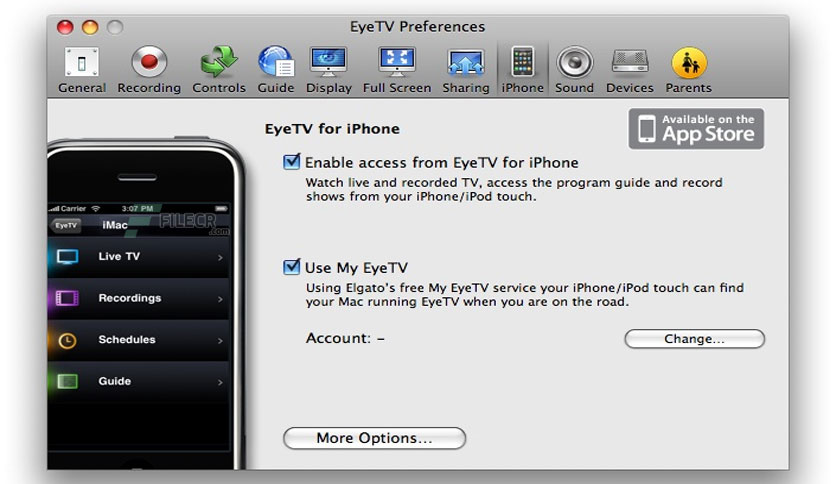 EyeTV Preferences
General Recording Controls Guide Display Full Screen Sharing iPhone Sound Devices Parents
EyeTV for iPhone
Available on the
App Store
Enable access from EyeTV for iPhone
Watch live and recorded TV, access the program guide and record
shows from your iPhone/iPod touch.
Use My EyeTV
Using Elgato's free My EyeTV service your iPhone/iPod touch can find
your Mac running EyeTV when you are on the road.
Account: –
Change...
More Options...
Carrier 3:07 PM
EyeTV iMac
FILECR
.com
Live TV
Recordings
Schedules
Guide